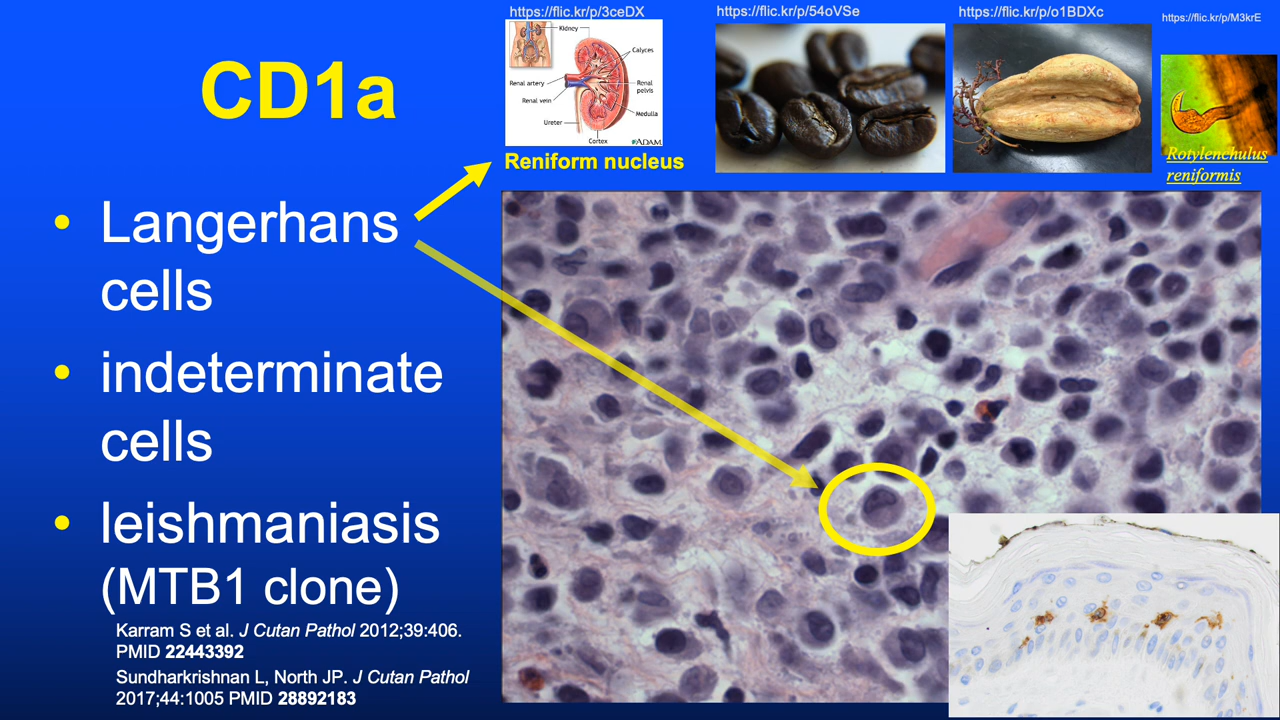 https://flic.kr/p/3ceDX
https://flic.kr/p/54oVSe
https://flic.kr/p/o1BDXc
https://flic.kr/p/M3krE
CD1a
Kidney
Calyces
Renal artery
Renal pelvis
Renal vein
Medulla
Ureter
Cortex
ADAM
Reniform nucleus
Rotylenchulus
reniformis
• Langerhans
cells
• indeterminate
cells
• leishmaniasis
(MTB1 clone)
Karram S et al. J Cutan Pathol 2012;39:406.
PMID 22443392
Sundharkrishnan L, North JP. J Cutan Pathol
2017;44:1005 PMID 28892183